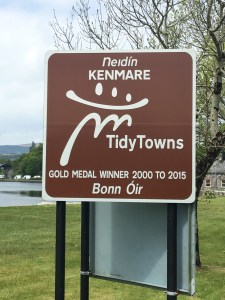 Neidín
KENMARE
TidyTowns
GOLD MEDAL WINNER 2000 TO 2015
Bonn Óir